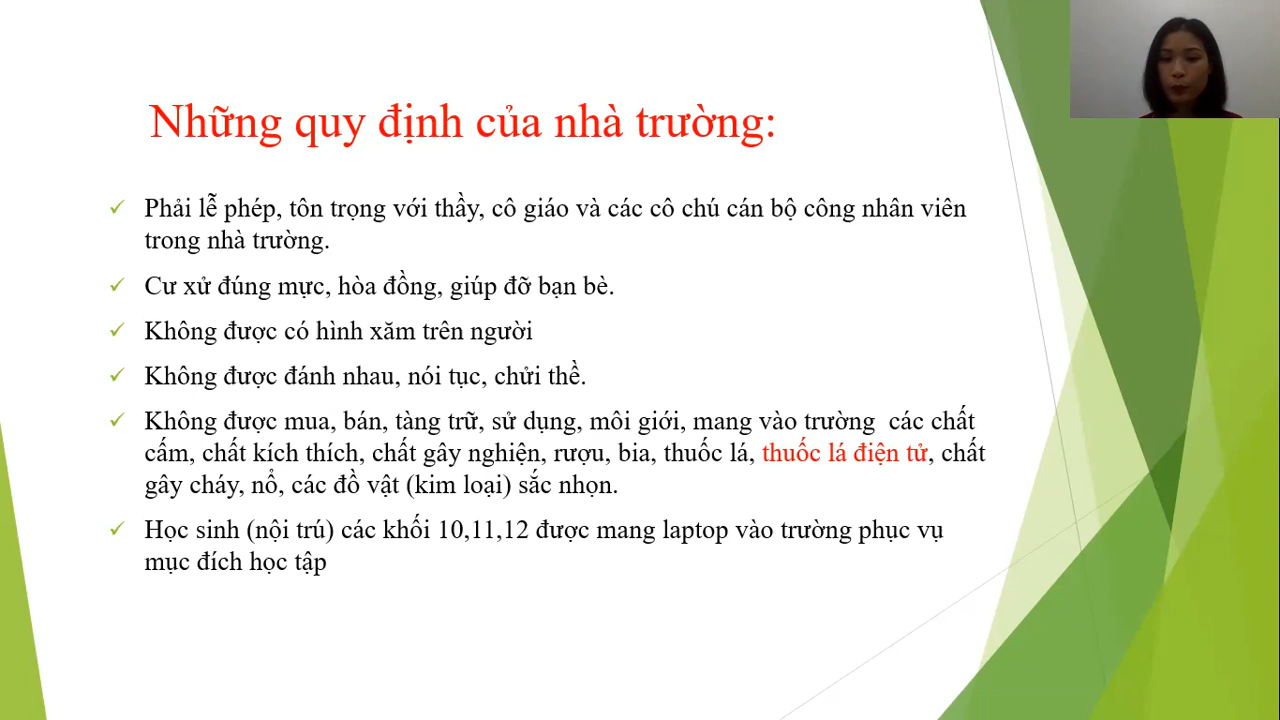 Những quy định của nhà trường:
Phải lễ phép, tôn trọng với thầy, cô giáo và các cô chú cán bộ công nhân viên
trong nhà trường.
Cư xử đúng mực, hòa đồng, giúp đỡ bạn bè.
Không được có hình xăm trên người
Không được đánh nhau, nói tục, chửi thề.
Không được mua, bán, tàng trữ, sử dụng, môi giới, mang vào trường  các chất
cấm, chất kích thích, chất gây nghiện, rượu, bia, thuốc lá, thuốc lá điện tử, chất
gây cháy, nổ, các đồ vật (kim loại) sắc nhọn.
Học sinh (nội trú) các khối 10,11,12 được mang laptop vào trường phục vụ
mục đích học tập